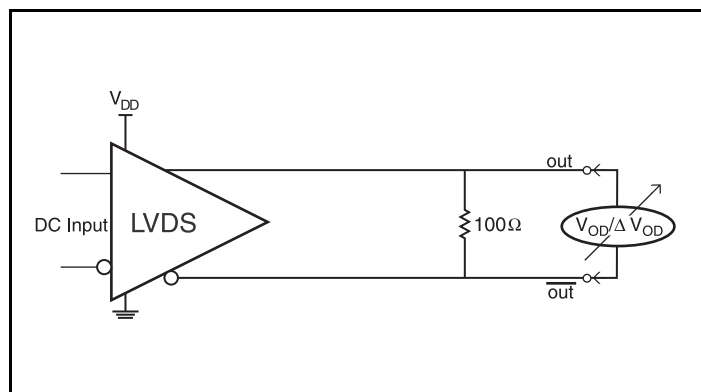 V_DD
out
DC Input
LVDS
100Ω
V_OD/Δ V_OD
out